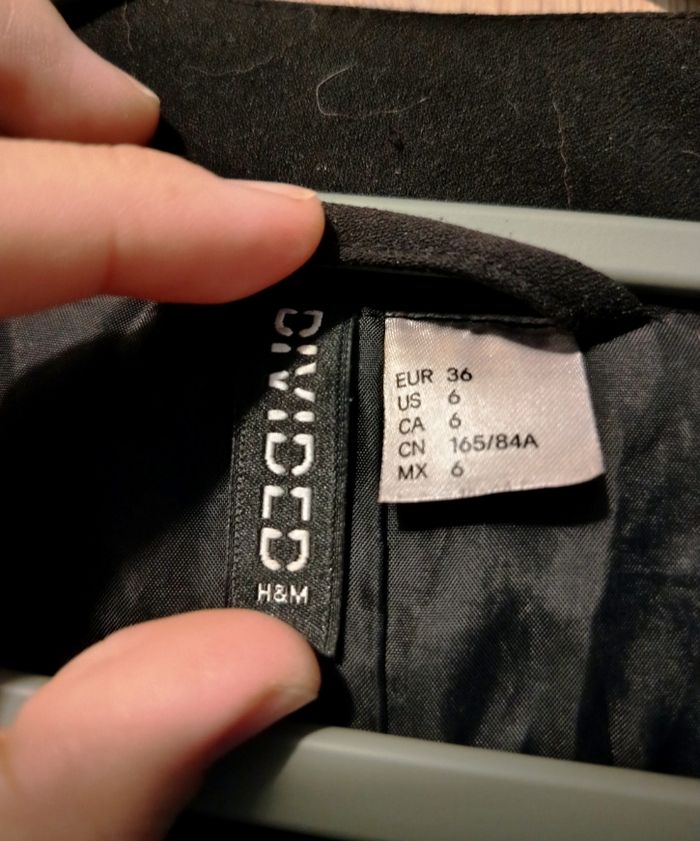 DIVIDED
H&M
EUR 36
US 6
CA 6
CN 165/84A
MX 6